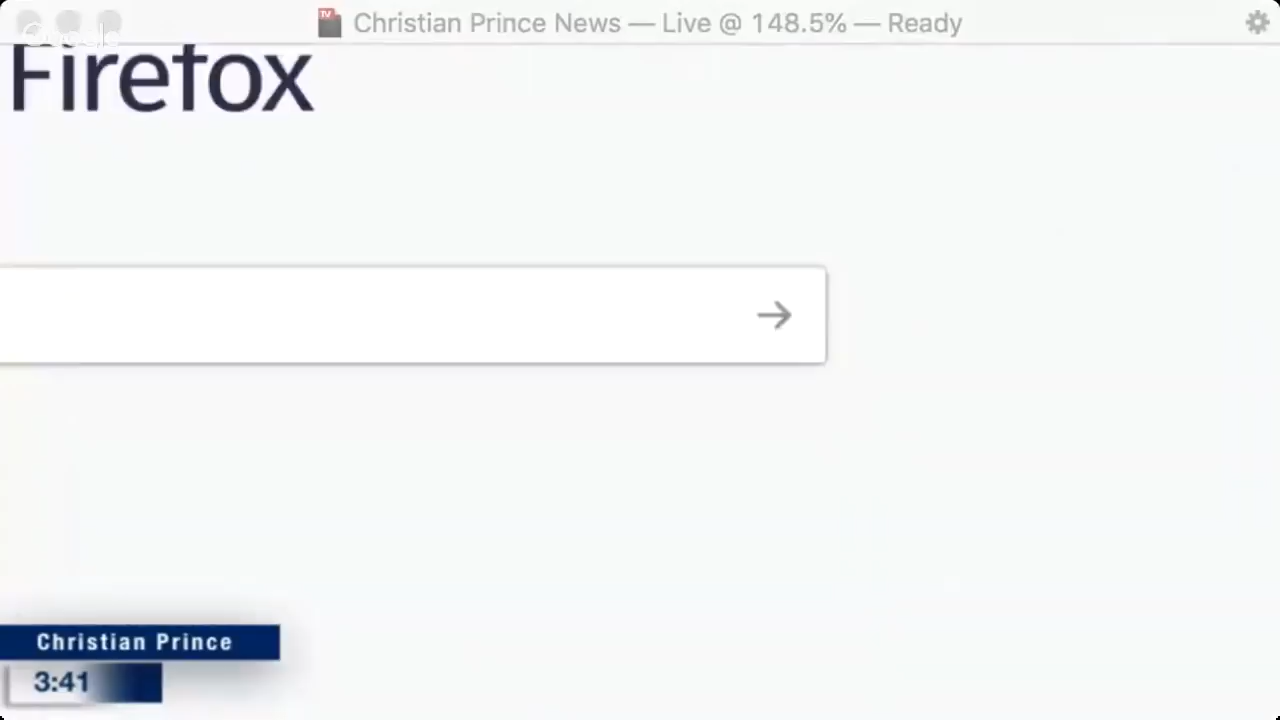 Christian Prince News — Live @ 148.5% — Ready
Firefox
Christian Prince
3:41